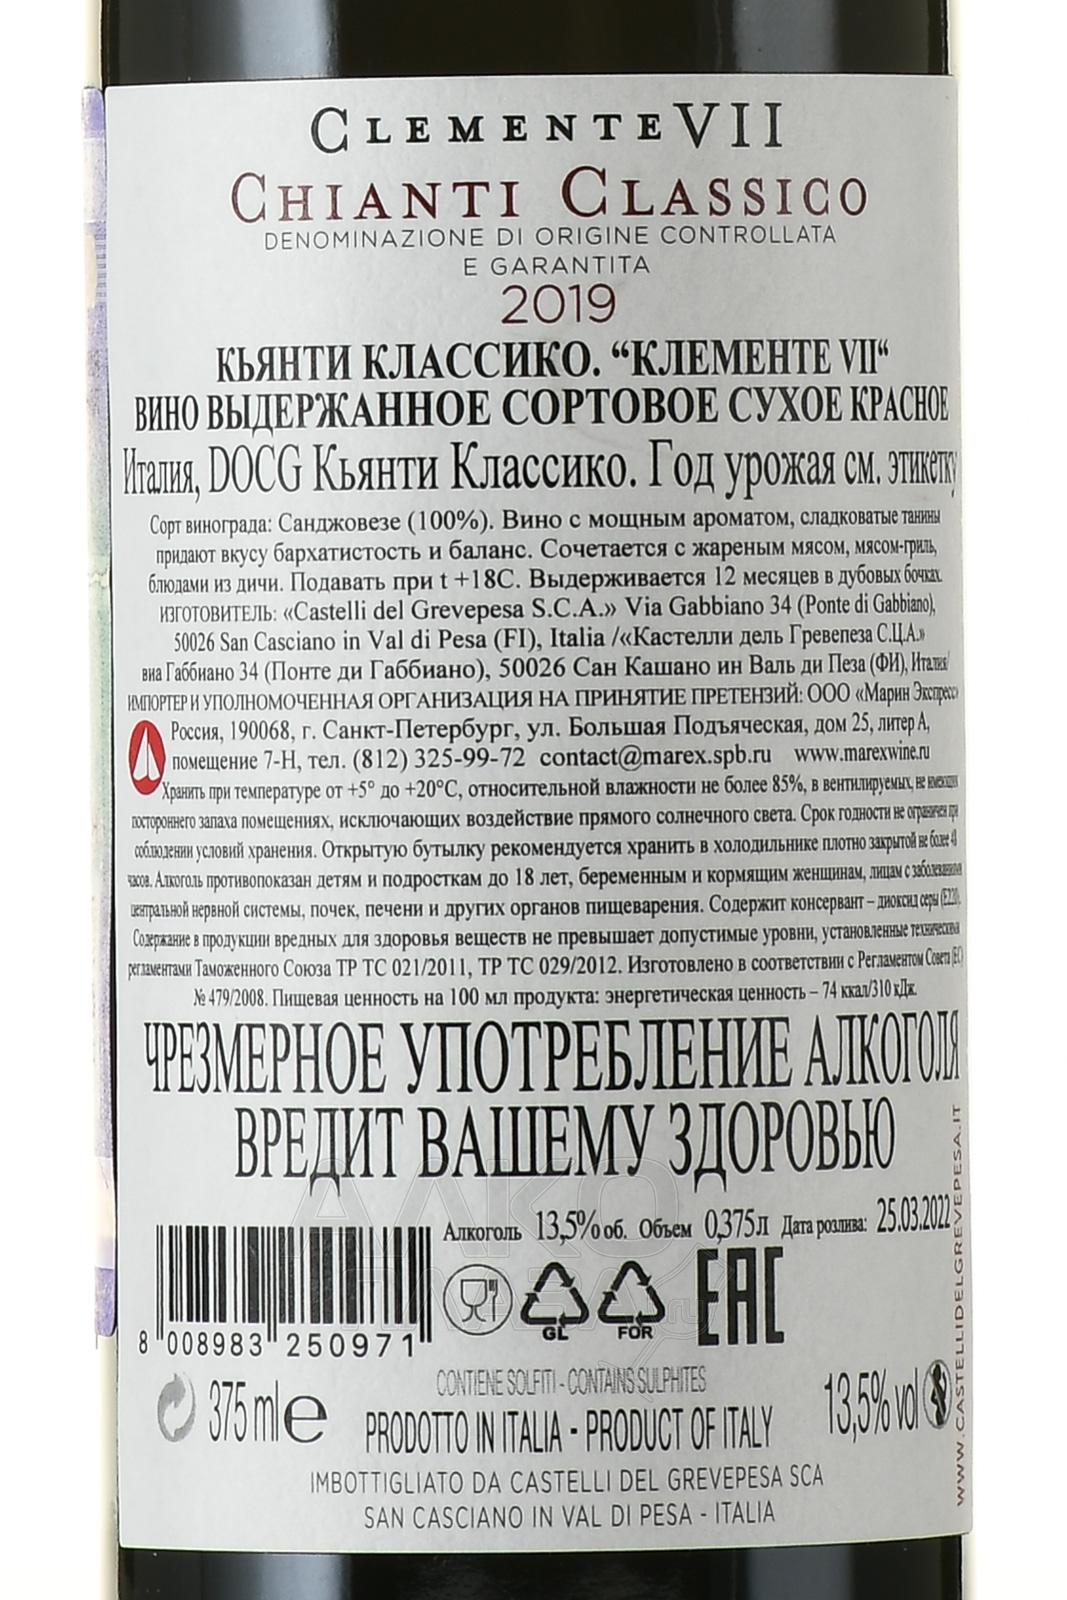 CLEMENTE VII
CHIANTI CLASSICO
DENOMINAZIONE DI ORIGINE CONTROLLATA
E GARANTITA
2019
КЬЯНТИ КЛАССИКО. “КЛЕМЕНТЕ VII“
ВИНО ВЫДЕРЖАННОЕ СОРТОВОЕ СУХОЕ КРАСНОЕ
Италия, DOCG Кьянти Классико. Год урожая см. этикетку
Сорт винограда: Санджовезе (100%). Вино с мощным ароматом, сладковатые танины
придают вкусу бархатистость и баланс. Сочетается с жареным мясом, мясом-гриль,
блюдами из дичи. Подавать при t +18С. Выдерживается 12 месяцев в дубовых бочках.
ИЗГОТОВИТЕЛЬ: «Castelli del Grevepesa S.C.A.» Via Gabbiano 34 (Ponte di Gabbiano),
50026 San Casciano in Val di Pesa (FI), Italia /«Кастелли дель Гревепеза С.Ц.А.»
виа Габбиано 34 (Понте ди Габбиано), 50026 Сан Кашано ин Валь ди Пеза (ФИ), Италия/
ИМПОРТЕР И УПОЛНОМОЧЕННАЯ ОРГАНИЗАЦИЯ НА ПРИНЯТИЕ ПРЕТЕНЗИЙ: ООО «Марин Экспресс»
Россия, 190068, г. Санкт-Петербург, ул. Большая Подъяческая, дом 25, литер А,
помещение 7-Н, тел. (812) 325-99-72 contact@marex.spb.ru www.marexwine.ru
Хранить при температуре от +5° до +20°С, относительной влажности не более 85%, в вентилируемых, не имеющих
постороннего запаха помещениях, исключающих воздействие прямого солнечного света. Срок годности не ограничен при
соблюдении условий хранения. Открытую бутылку рекомендуется хранить в холодильнике плотно закрытой не более 48
часов. Алкоголь противопоказан детям и подросткам до 18 лет, беременным и кормящим женщинам, лицам с заболеваниями
центральной нервной системы, почек, печени и других органов пищеварения. Содержит консервант – диоксид серы (Е220).
Содержание в продукции вредных для здоровья веществ не превышает допустимые уровни, установленные техническими
регламентами Таможенного Союза ТР ТС 021/2011, ТР ТС 029/2012. Изготовлено в соответствии с Регламентом Совета (ЕС)
№ 479/2008. Пищевая ценность на 100 мл продукта: энергетическая ценность – 74 ккал/310 кДж.
ЧРЕЗМЕРНОЕ УПОТРЕБЛЕНИЕ АЛКОГОЛЯ
ВРЕДИТ ВАШЕМУ ЗДОРОВЬЮ
Алкоголь 13,5% об. Объем 0,375л Дата розлива: 25.03.2022
GL FOR EAC
8 008983 250971
CONTIENE SOLFITI - CONTAINS SULPHITES
375 ml e 13,5% vol
PRODOTTO IN ITALIA - PRODUCT OF ITALY
IMBOTTIGLIATO DA CASTELLI DEL GREVEPESA SCA
SAN CASCIANO IN VAL DI PESA - ITALIA
WWW.CASTELLIDELGREVEPESA.IT